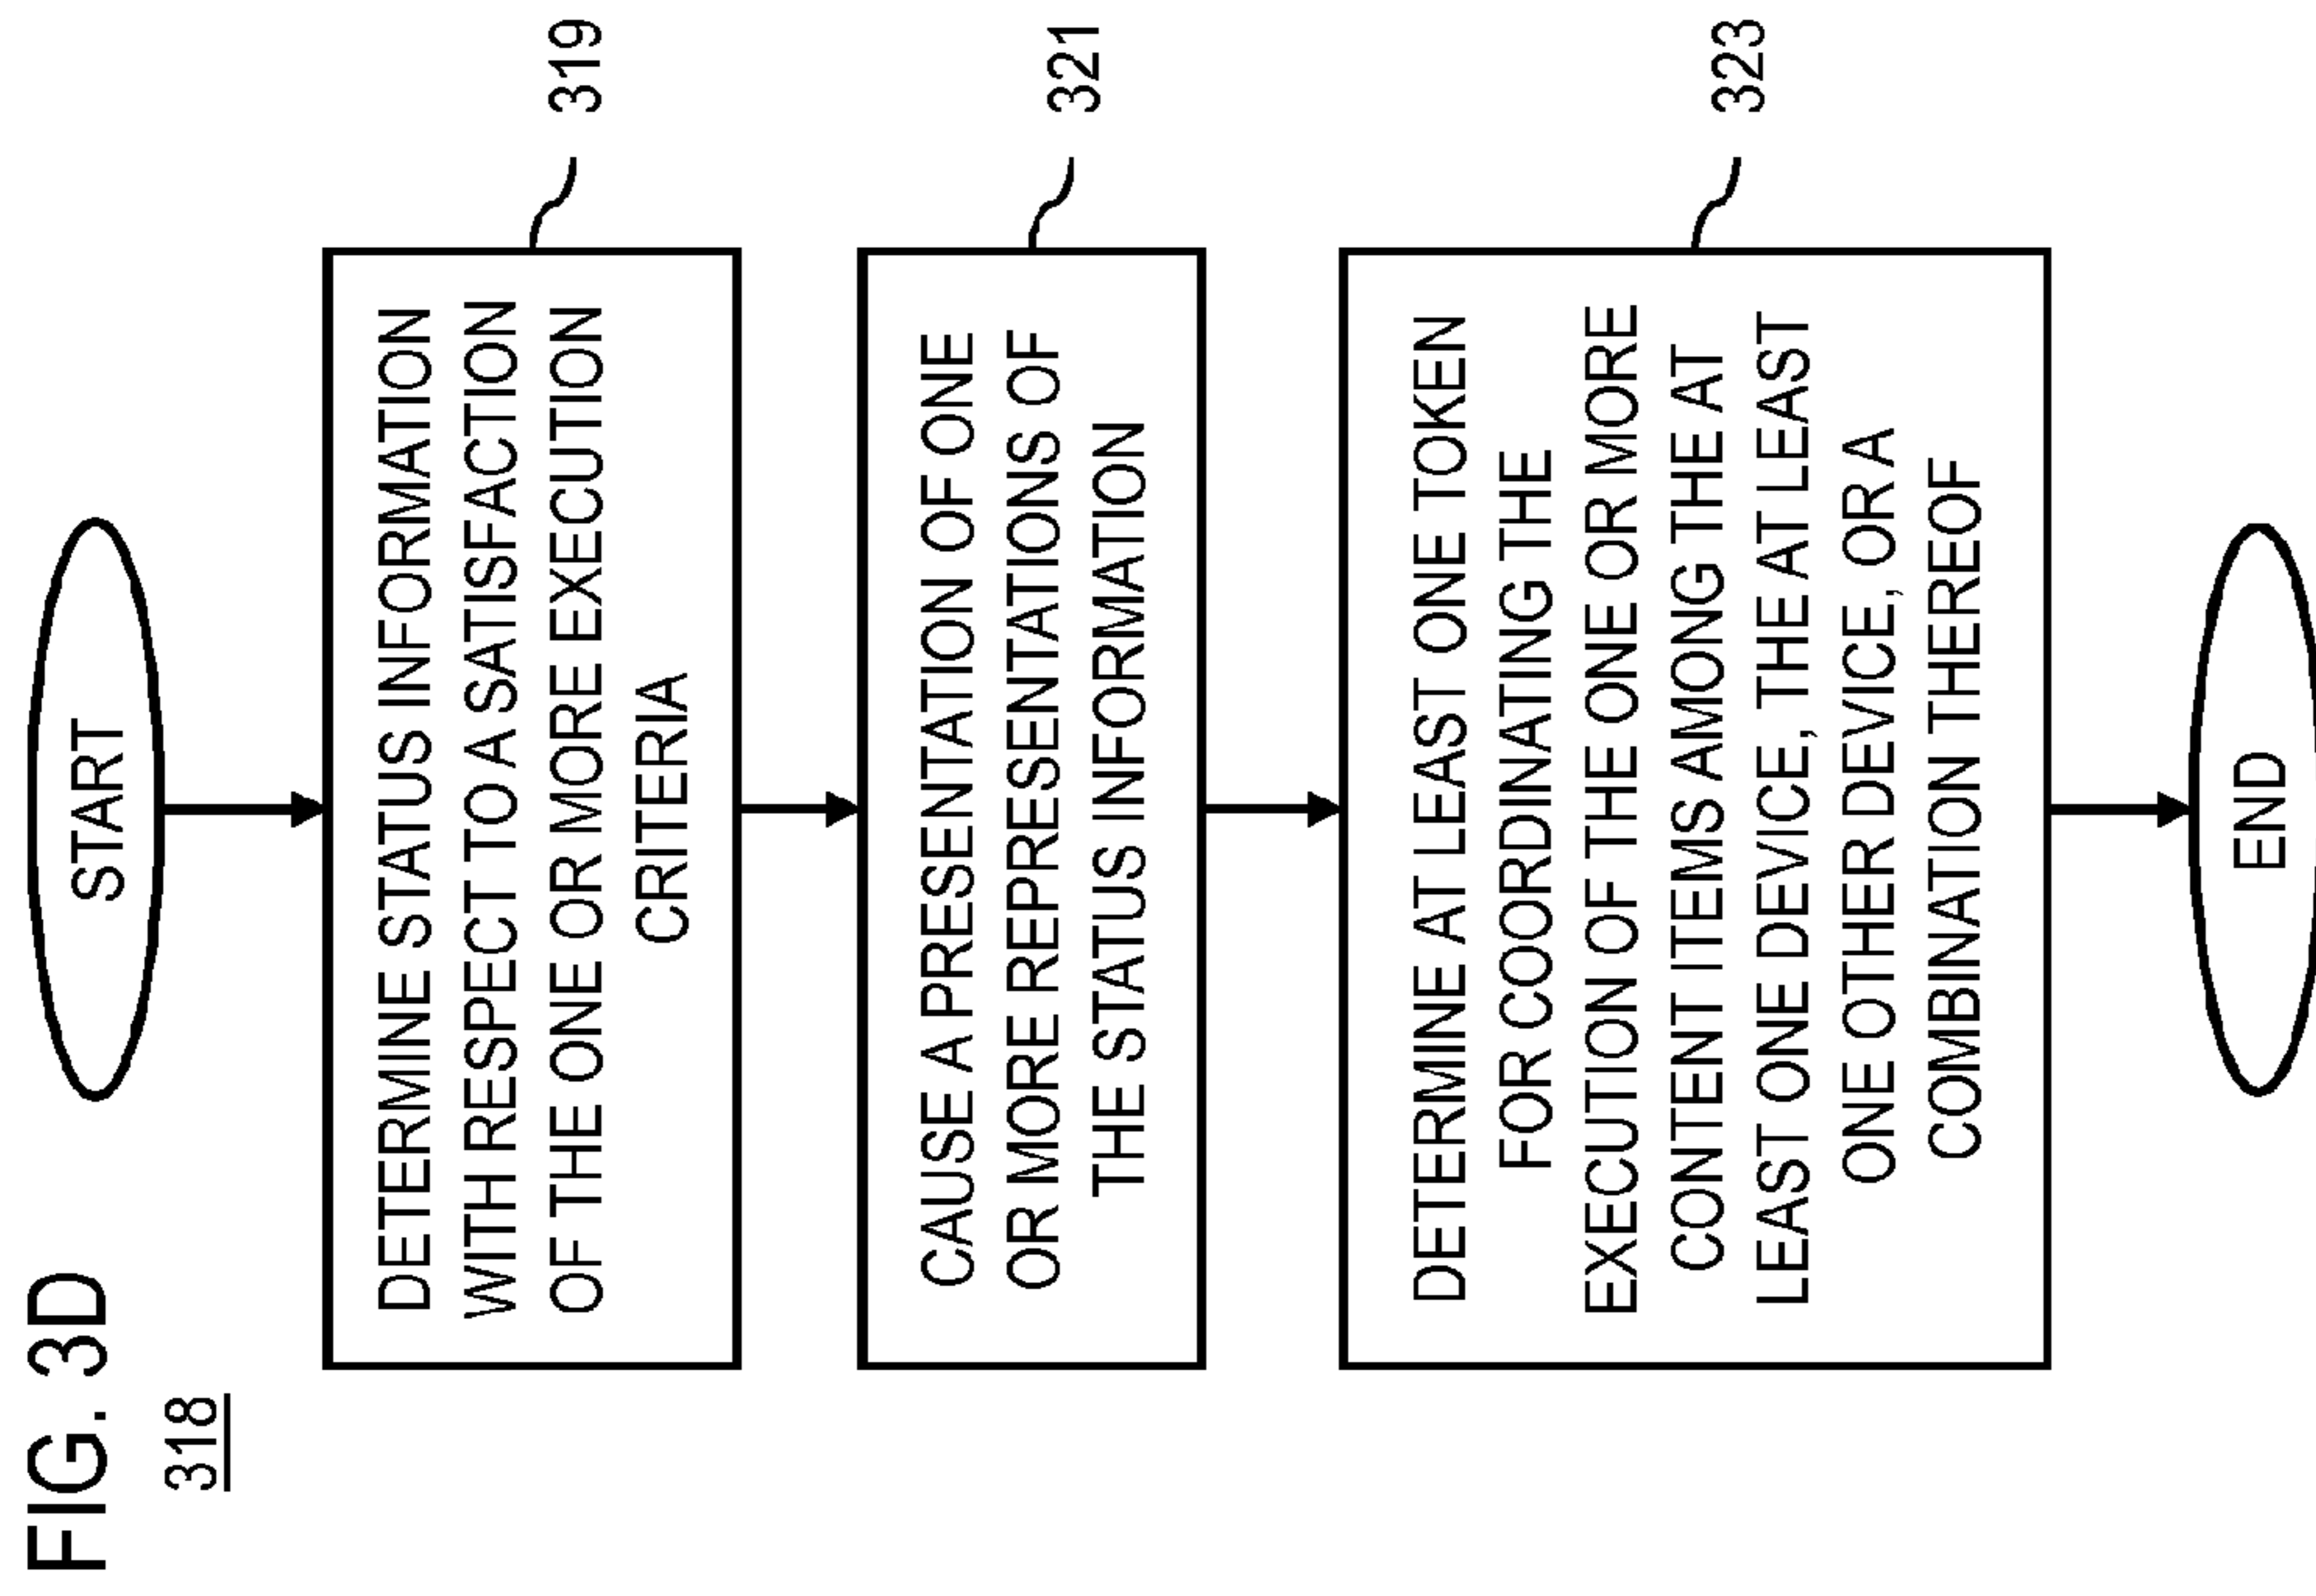 FIG. 3D
318
START
DETERMINE STATUS INFORMATION
WITH RESPECT TO A SATISFACTION
OF THE ONE OR MORE EXECUTION
CRITERIA
319
CAUSE A PRESENTATION OF ONE
OR MORE REPRESENTATIONS OF
THE STATUS INFORMATION
321
DETERMINE AT LEAST ONE TOKEN
FOR COORDINATING THE
EXECUTION OF THE ONE OR MORE
CONTENT ITEMS AMONG THE AT
LEAST ONE DEVICE, THE AT LEAST
ONE OTHER DEVICE, OR A
COMBINATION THEREOF
323
END